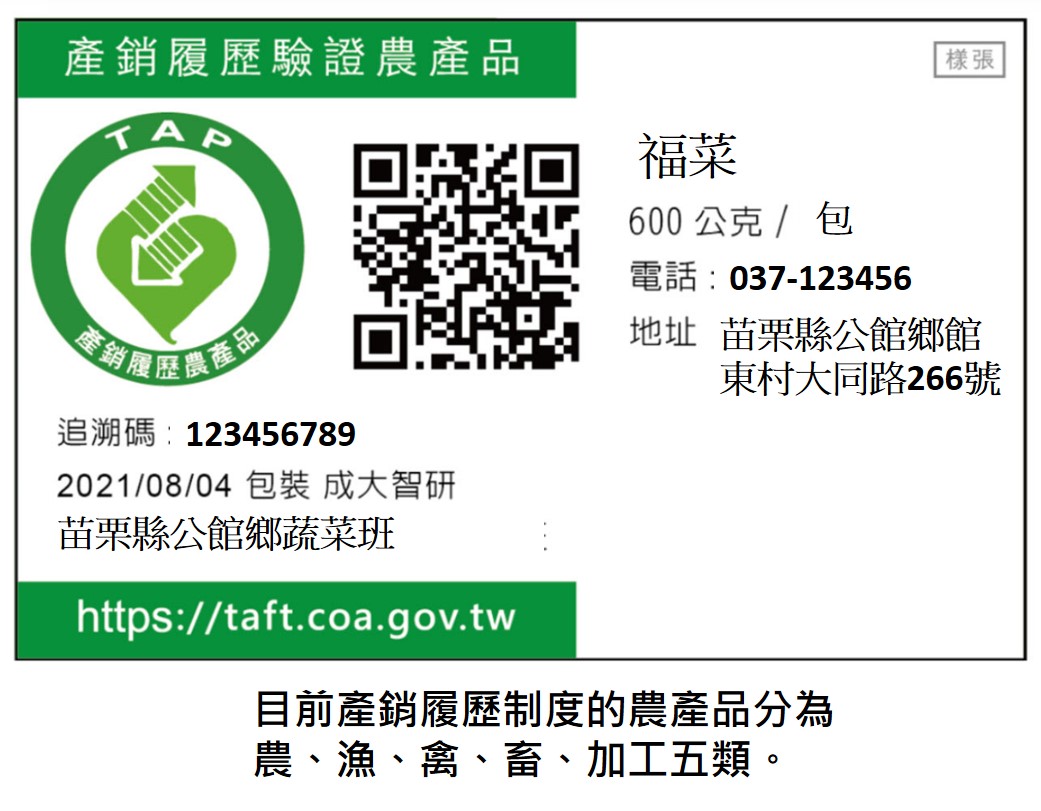 產銷履歷驗證農產品
樣張
TAP
產銷履歷農產品
福菜
600 公克 / 包
電話 : 037-123456
地址 苗栗縣公館鄉館
東村大同路266號
追溯碼 : 123456789
2021/08/04 包裝 成大智研
苗栗縣公館鄉蔬菜班
https://taft.coa.gov.tw
目前產銷履歷制度的農產品分為
農、漁、禽、畜、加工五類。